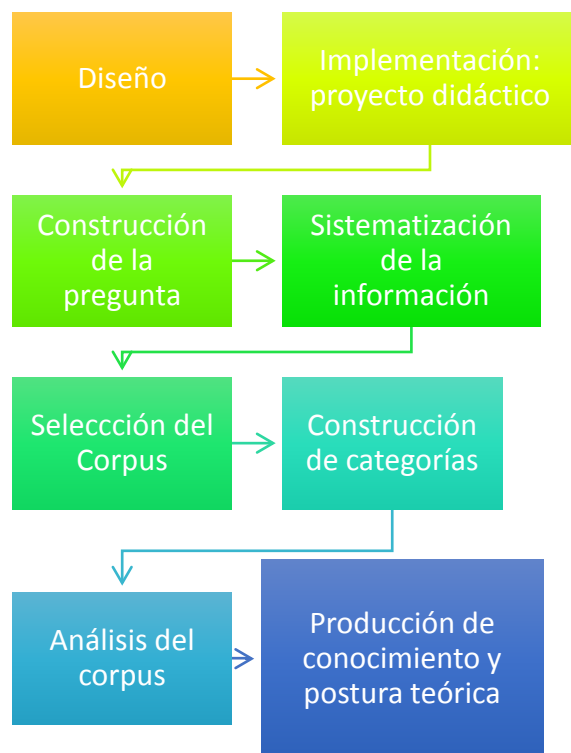 Diseño
Implementación:
proyecto didáctico
Construcción
de la
pregunta
Sistematización
de la
información
Seleccción del
Corpus
Construcción
de categorías
Análisis del
corpus
Producción de
conocimiento y
postura teórica